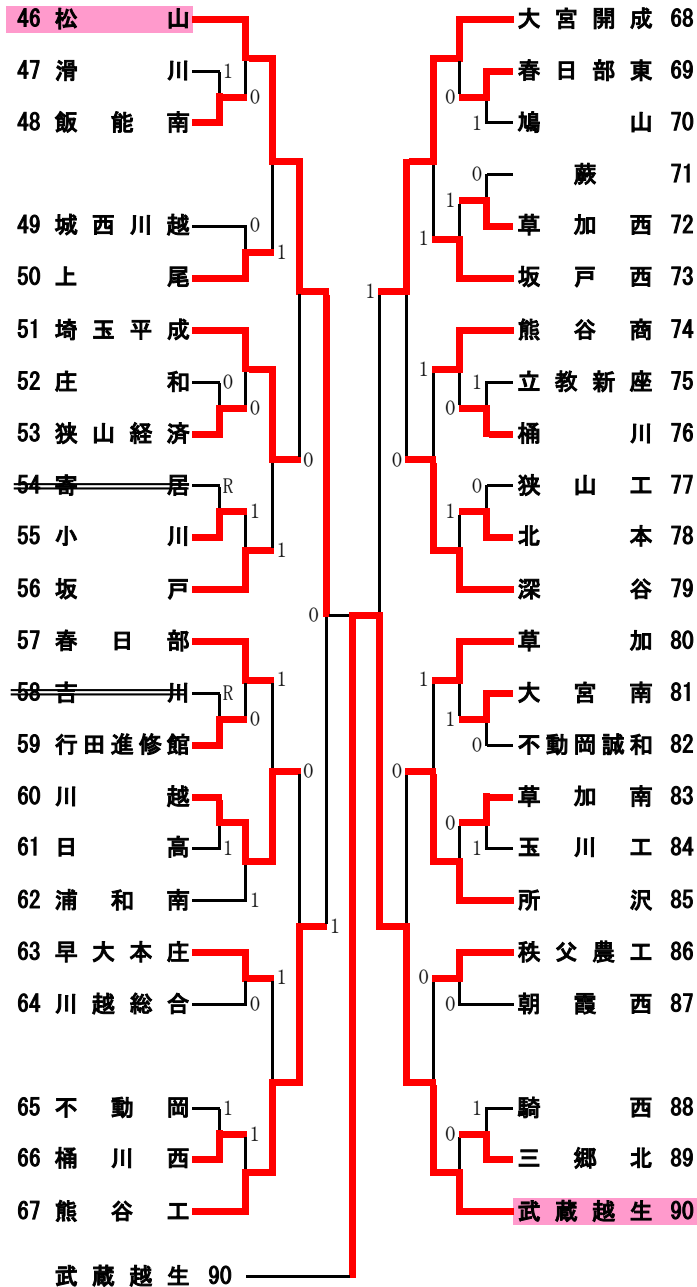 46 松山
47 滑川 1
0
48 飯能南
49 城西川越 0
1
50 上尾
51 埼玉平成
52 庄和 0
0
53 狭山経済
0
54 寄居 R
1
55 小川
1
56 坂戸
0
57 春日部
1
58 吉川 R
0
59 行田進修館
0
60 川越
61 日高 1
62 浦和南 1
1
63 早大本庄
1
64 川越総合 0
65 不動岡 1
1
66 桶川西
67 熊谷工
武蔵越生 90
大宮開成 68
春日部東 69
0
1 鳩山 70
0 蕨 71
1
草加西 72
1
坂戸西 73
1
熊谷商 74
1
1 立教新座 75
0
桶川 76
0
0 狭山工 77
1
北本 78
深谷 79
草加 80
1
大宮南 81
1
0 不動岡誠和 82
0
草加南 83
0
1 玉川工 84
所沢 85
秩父農工 86
0
0 朝霞西 87
1 騎西 88
0
三郷北 89
武蔵越生 90